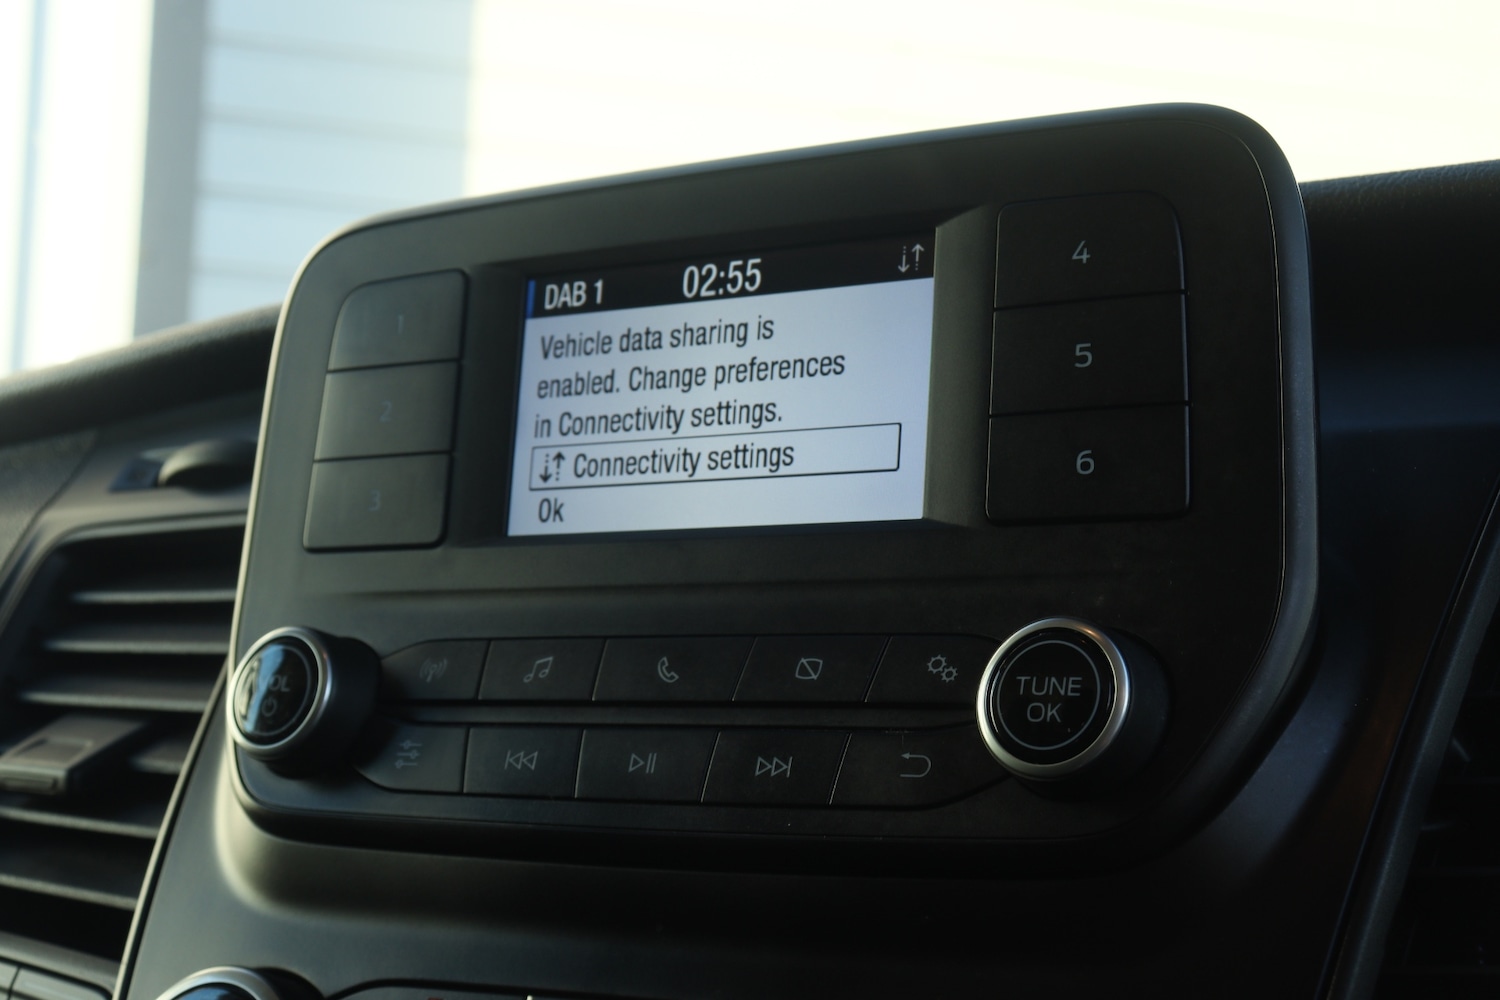 DAB 1 02:55
Vehicle data sharing is
enabled. Change preferences
in Connectivity settings.
Connectivity settings
Ok
1
2
3
4
5
6
VOL
TUNE
OK